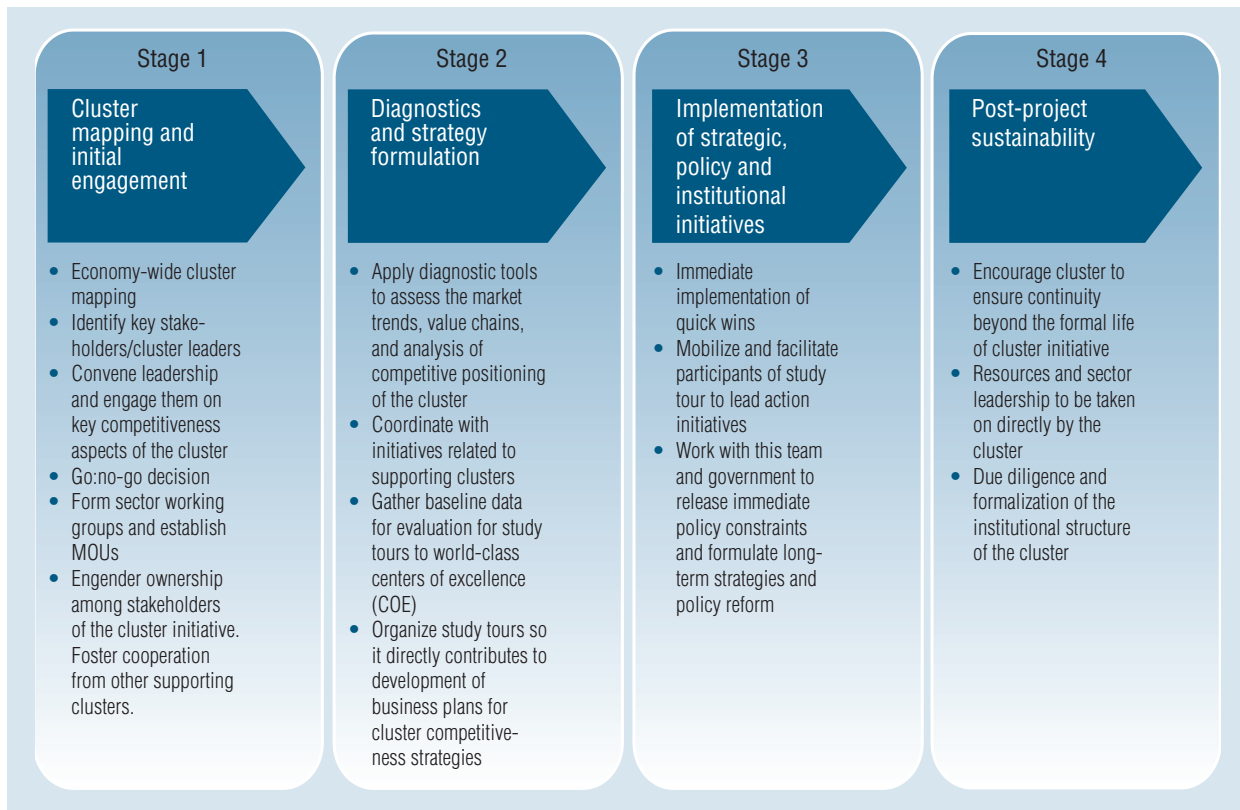 Stage 1
Cluster
mapping and
initial
engagement
• Economy-wide cluster
mapping
• Identify key stake-
holders/cluster leaders
• Convene leadership
and engage them on
key competitiveness
aspects of the cluster
• Go:no-go decision
• Form sector working
groups and establish
MOUs
• Engender ownership
among stakeholders
of the cluster initiative.
Foster cooperation
from other supporting
clusters.
Stage 2
Diagnostics
and strategy
formulation
• Apply diagnostic tools
to assess the market
trends, value chains,
and analysis of
competitive positioning
of the cluster
• Coordinate with
initiatives related to
supporting clusters
• Gather baseline data
for evaluation for study
tours to world-class
centers of excellence
(COE)
• Organize study tours so
it directly contributes to
development of
business plans for
cluster competitive-
ness strategies
Stage 3
Implementation
of strategic,
policy and
institutional
initiatives
• Immediate
implementation of
quick wins
• Mobilize and facilitate
participants of study
tour to lead action
initiatives
• Work with this team
and government to
release immediate
policy constraints
and formulate long-
term strategies and
policy reform
Stage 4
Post-project
sustainability
• Encourage cluster to
ensure continuity
beyond the formal life
of cluster initiative
• Resources and sector
leadership to be taken
on directly by the
cluster
• Due diligence and
formalization of the
institutional structure
of the cluster